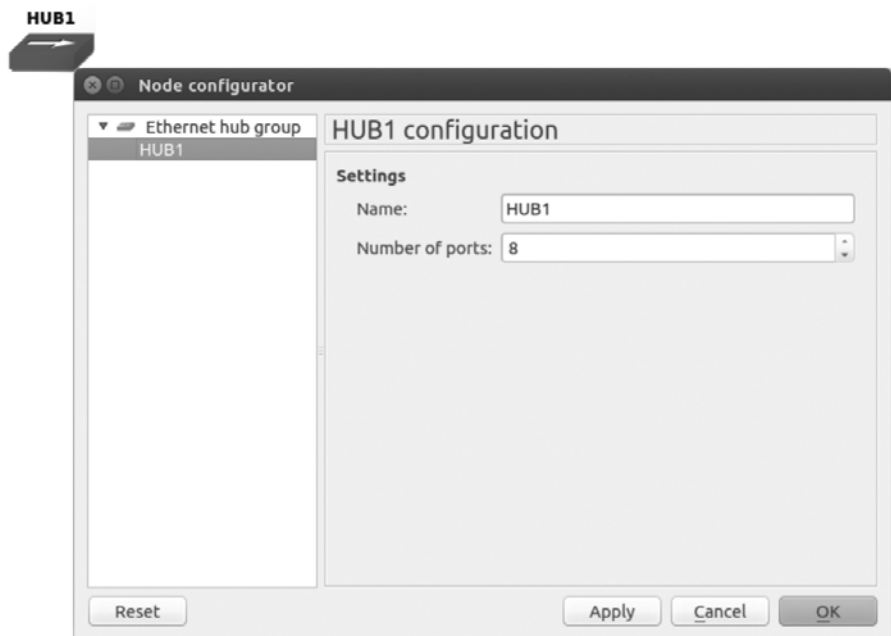 HUB1
Node configurator
Ethernet hub group
HUB1
HUB1 configuration
Settings
Name: HUB1
Number of ports: 8
Reset Apply Cancel OK